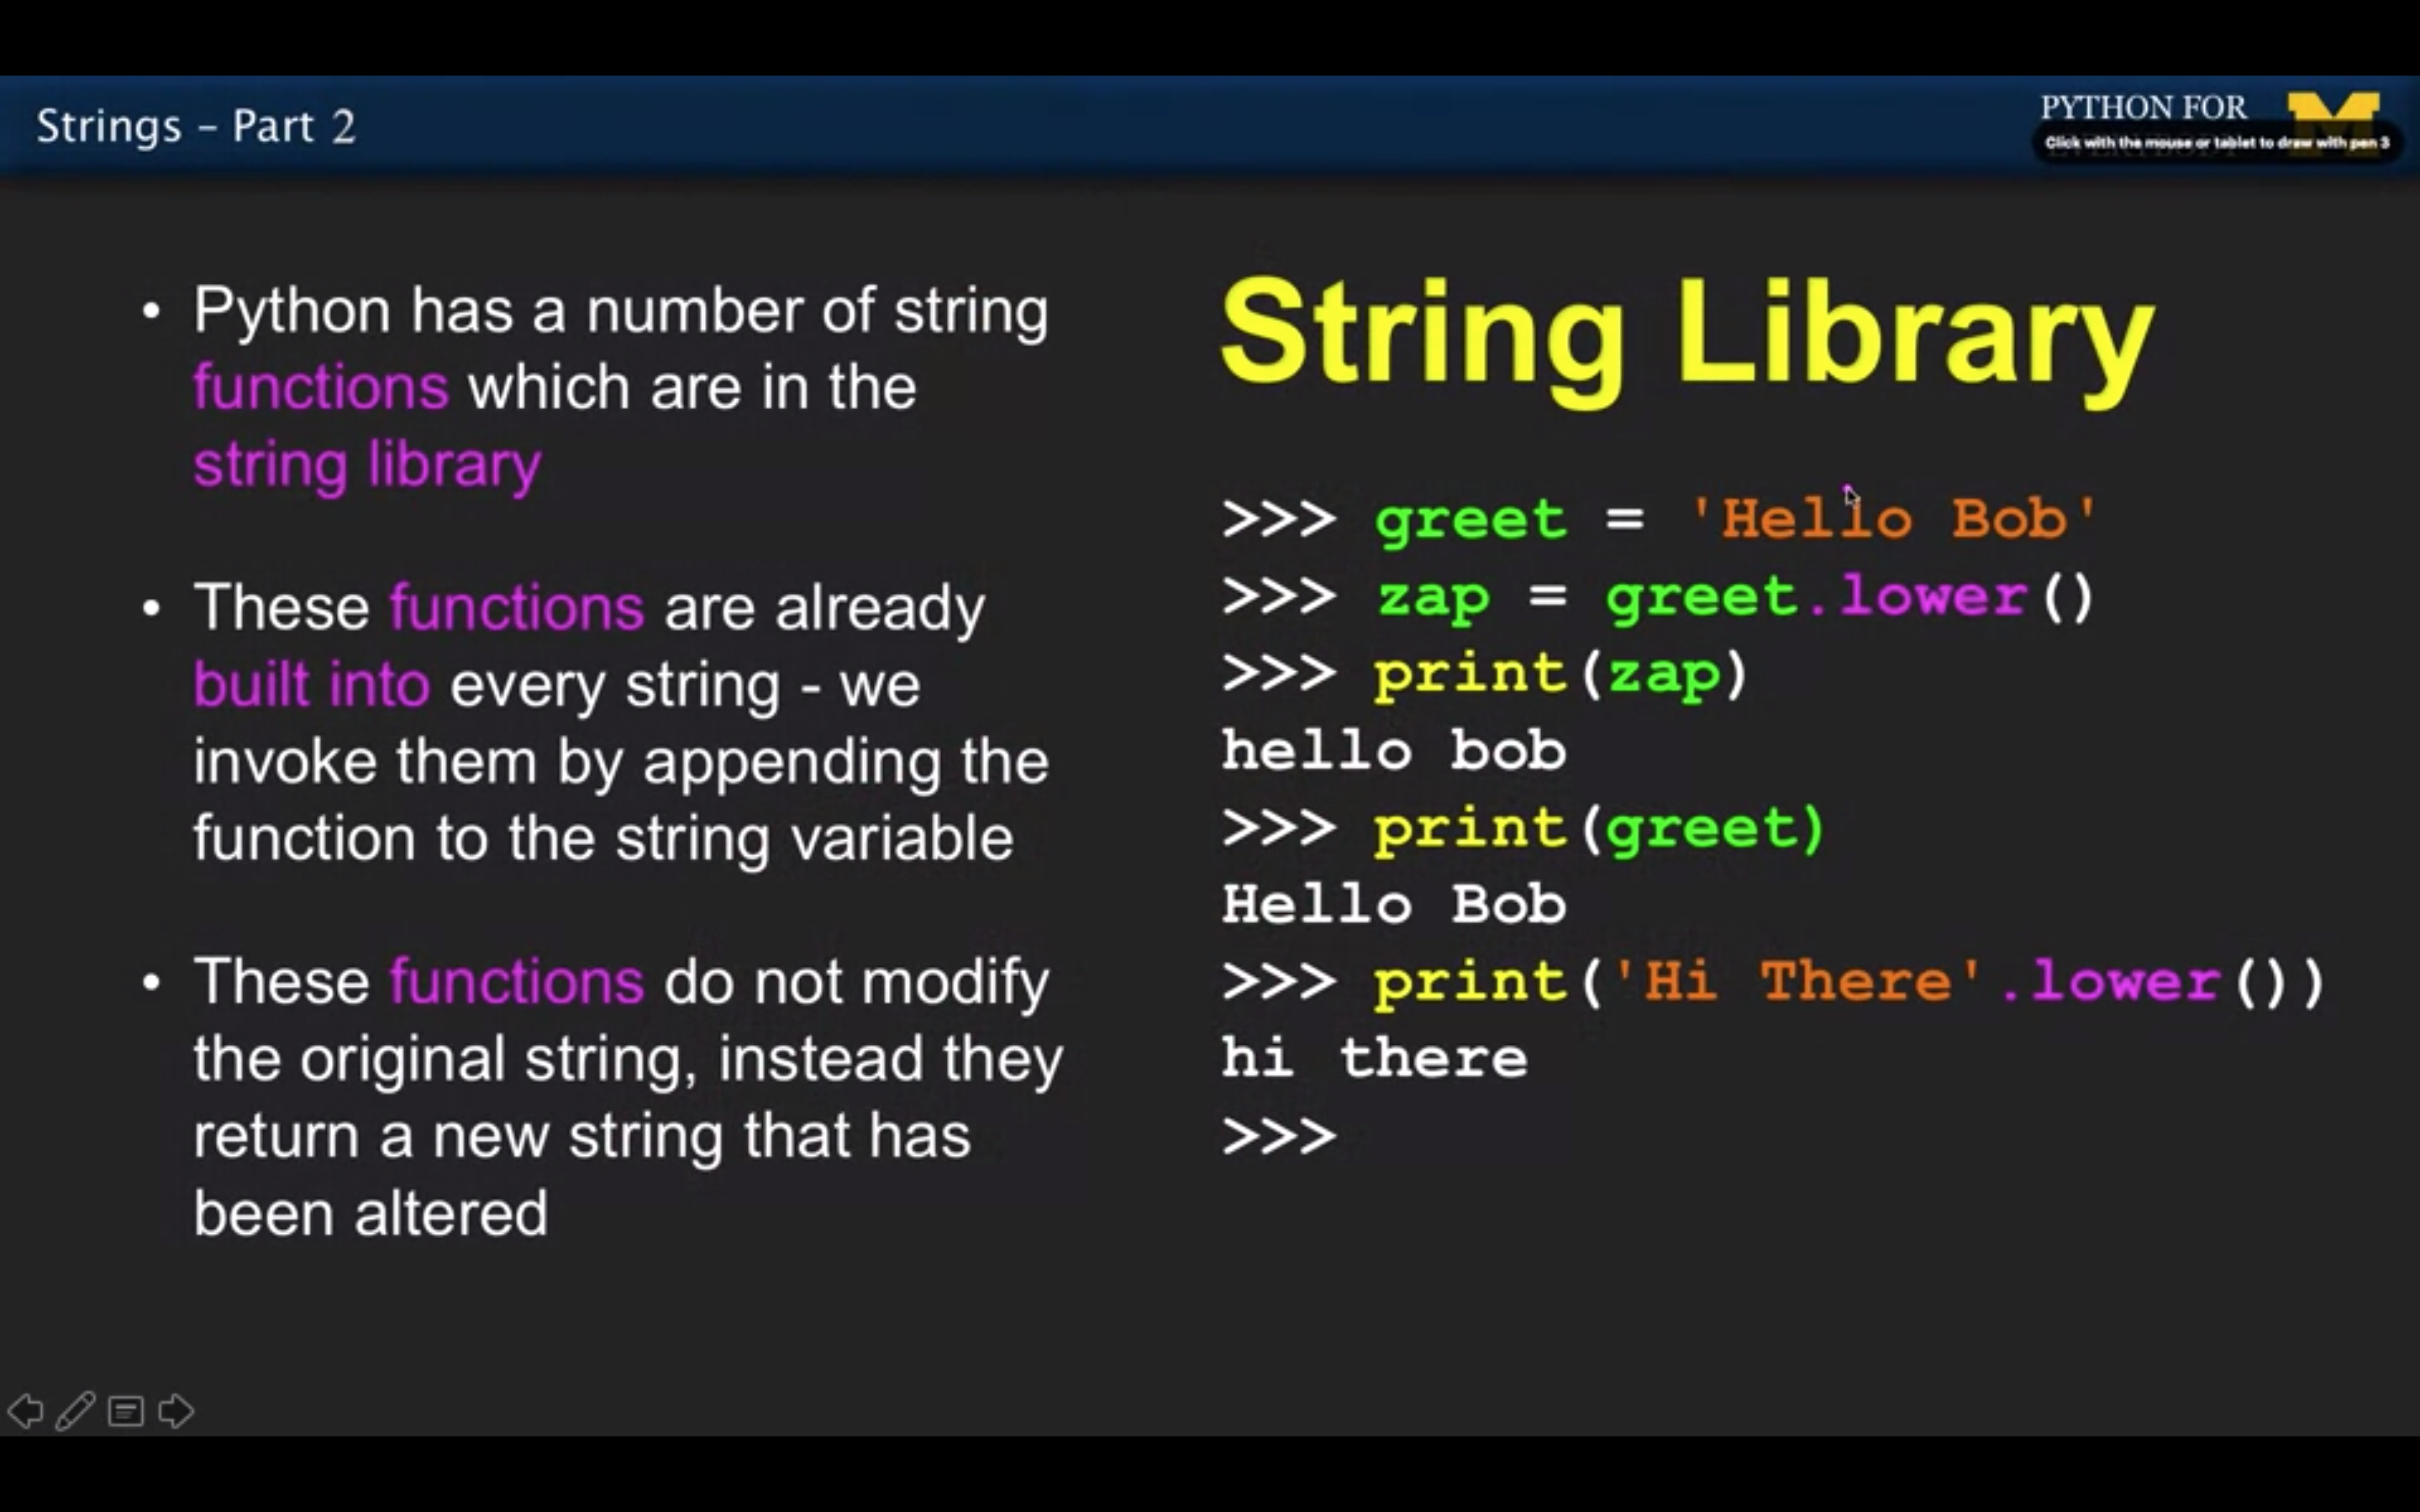 Strings – Part 2
PYTHON FOR
Click with the mouse or tablet to draw with pen 3
• Python has a number of string
functions which are in the
string library
• These functions are already
built into every string - we
invoke them by appending the
function to the string variable
• These functions do not modify
the original string, instead they
return a new string that has
been altered
String Library
>>> greet = 'Hello Bob'
>>> zap = greet.lower()
>>> print(zap)
hello bob
>>> print(greet)
Hello Bob
>>> print('Hi There'.lower())
hi there
>>>